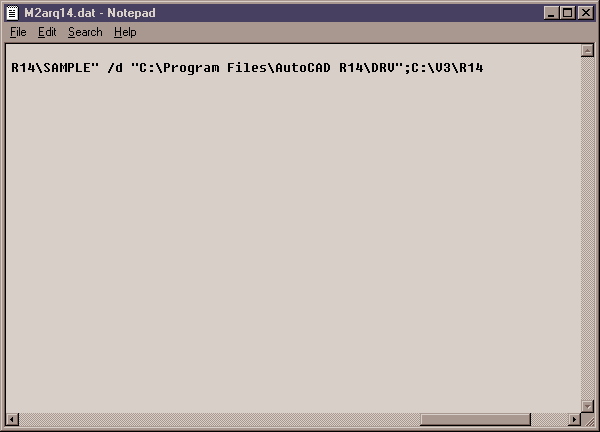 M2arq14.dat - Notepad
File Edit Search Help
R14\SAMPLE" /d "C:\Program Files\AutoCAD R14\DRV";C:\V3\R14